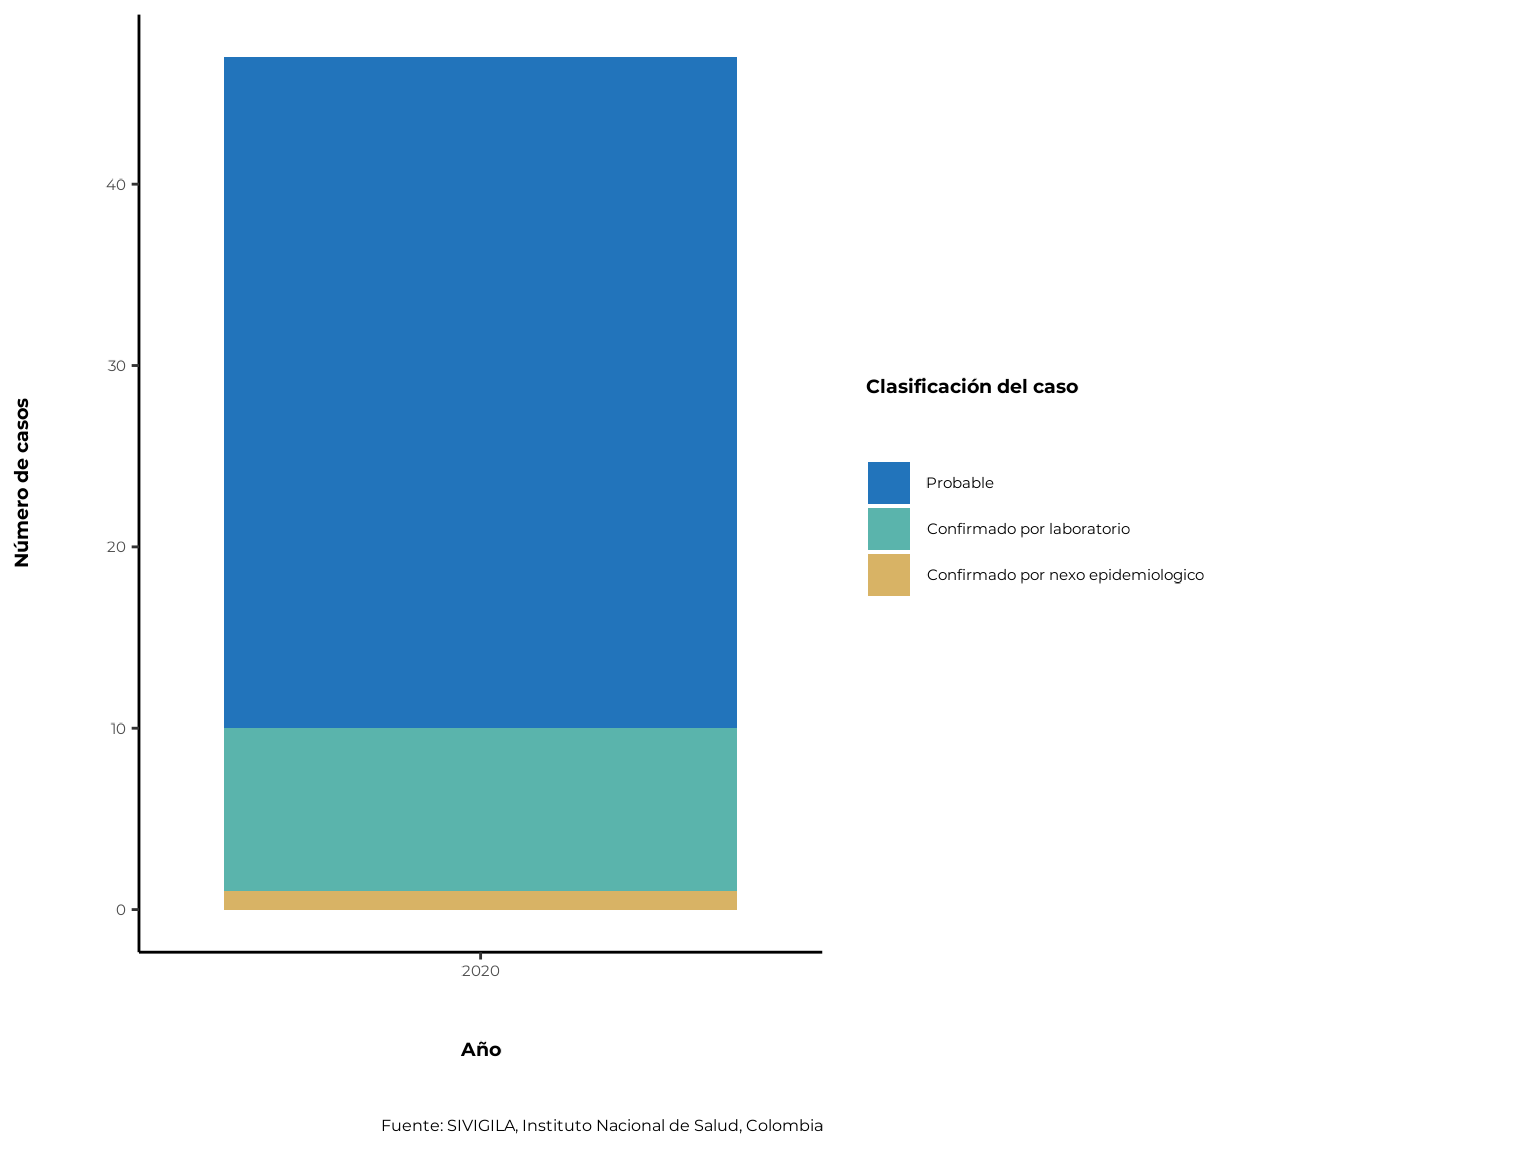 Número de casos
40
30
20
10
0
2020
Año
Clasificación del caso
Probable
Confirmado por laboratorio
Confirmado por nexo epidemiologico
Fuente: SIVIGILA, Instituto Nacional de Salud, Colombia